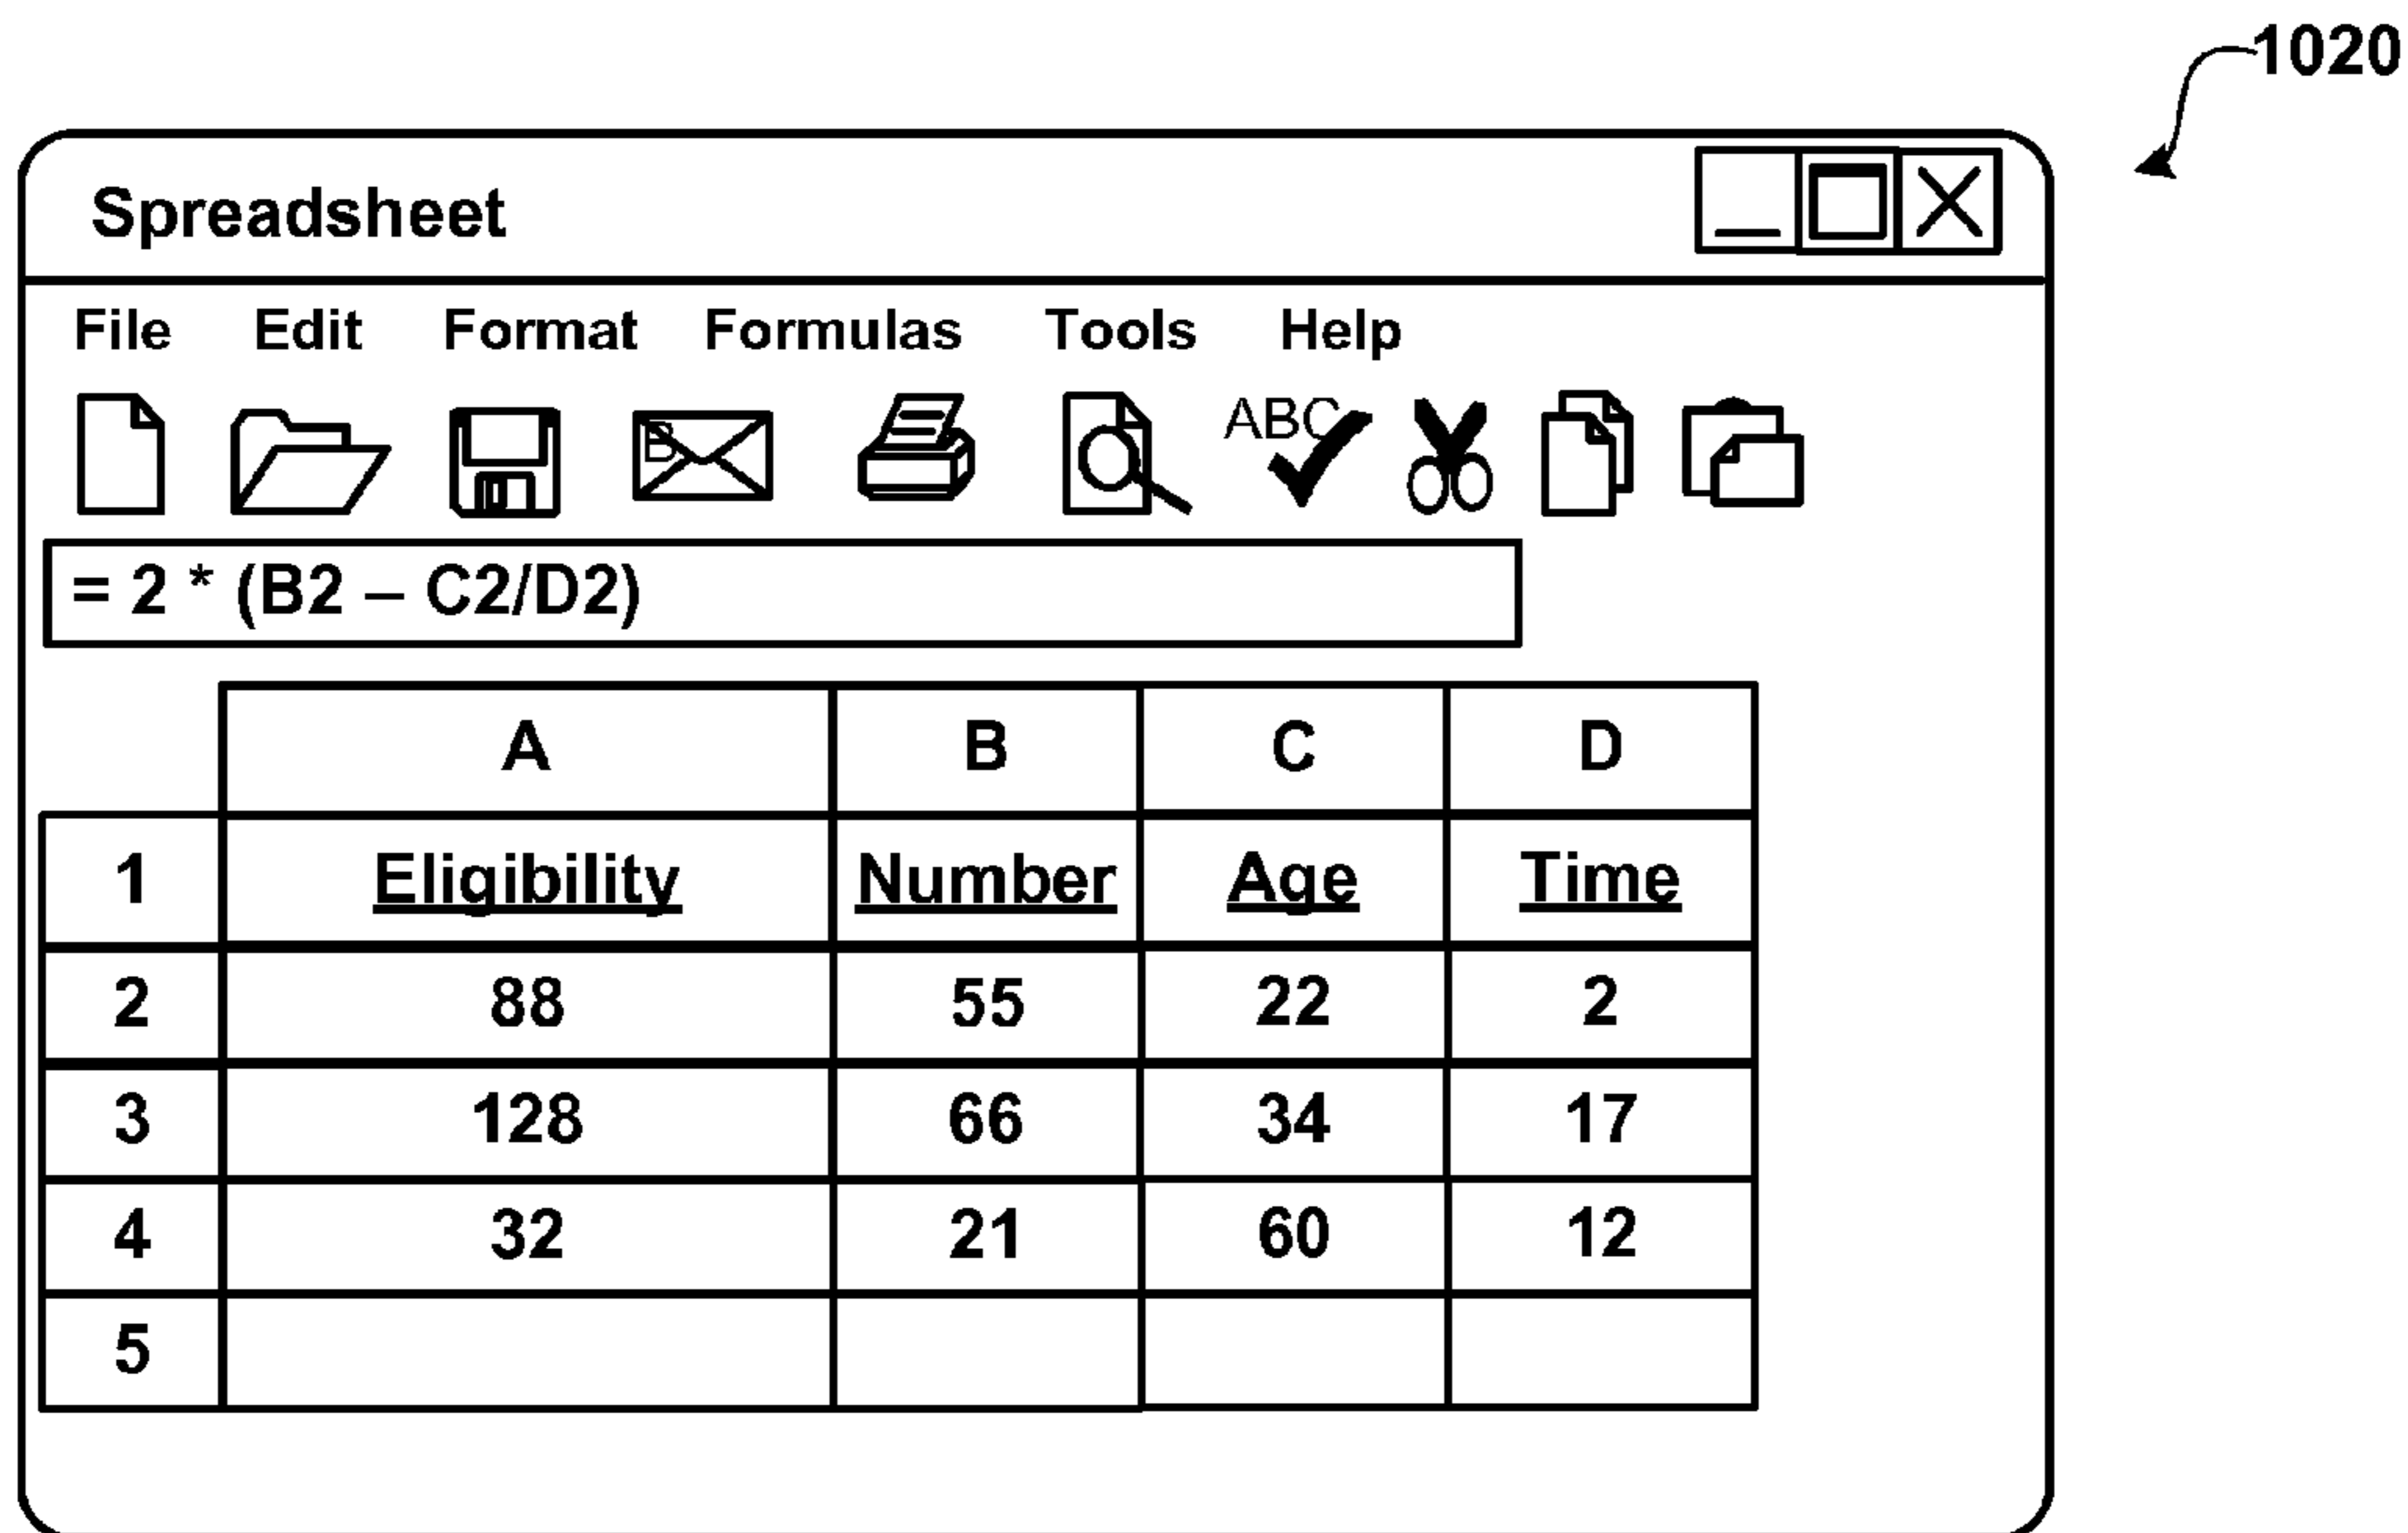 1020
Spreadsheet
File Edit Format Formulas Tools Help
B ABC
= 2 * (B2 – C2/D2)
A B C D
1 Eligibility Number Age Time
2 88 55 22 2
3 128 66 34 17
4 32 21 60 12
5